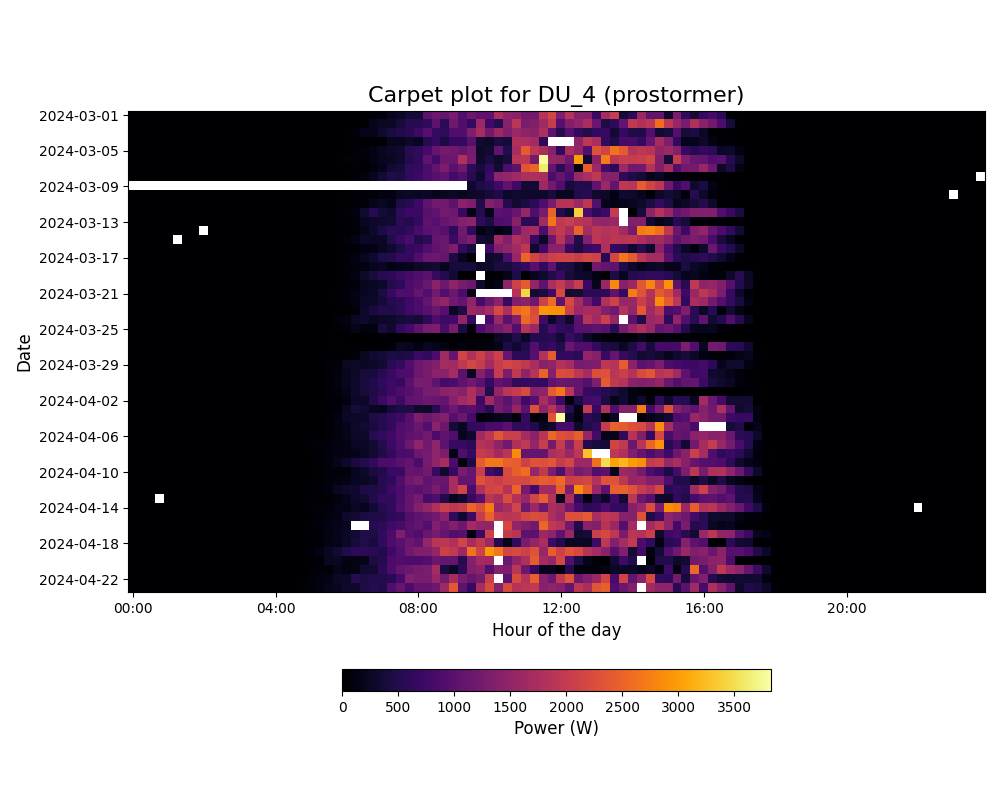 Carpet plot for DU_4 (prostormer)
2024-03-01
2024-03-05
2024-03-09
2024-03-13
2024-03-17
2024-03-21
2024-03-25
2024-03-29
2024-04-02
2024-04-06
2024-04-10
2024-04-14
2024-04-18
2024-04-22
Date
00:00 04:00 08:00 12:00 16:00 20:00
Hour of the day
0 500 1000 1500 2000 2500 3000 3500
Power (W)